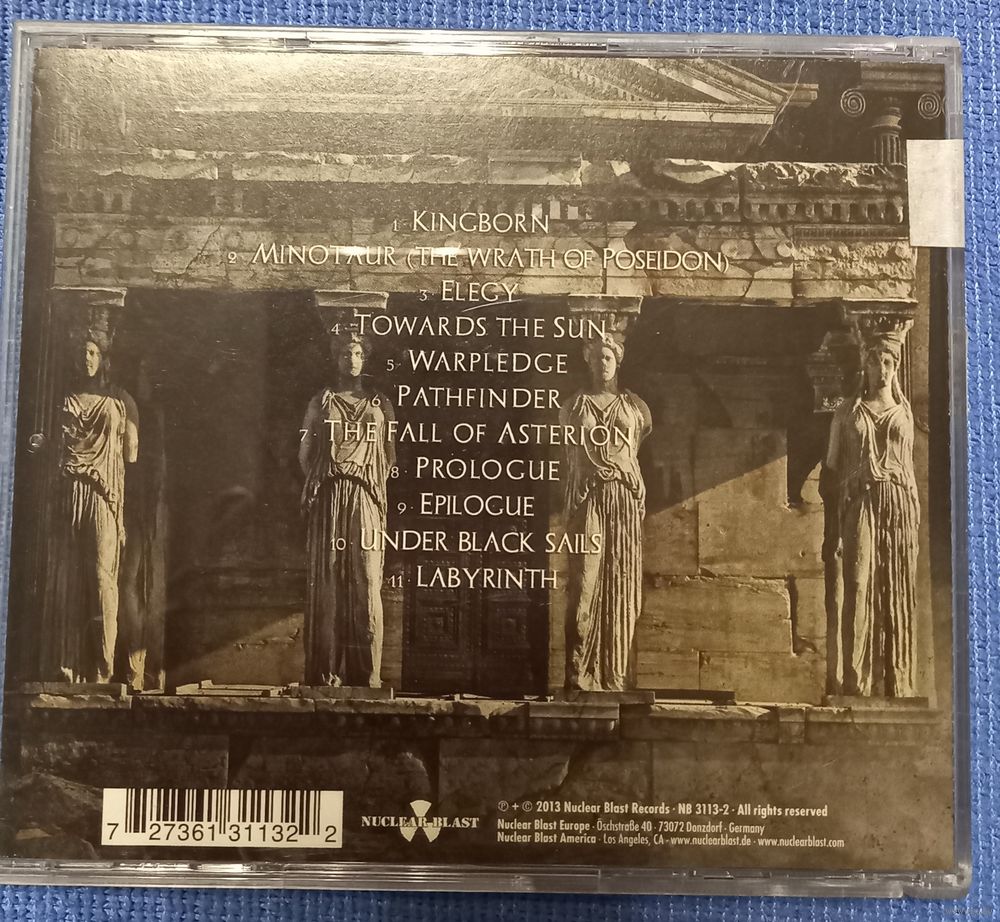 1 · KINGBORN
2 · MINOTAUR (THE WRATH OF POSEIDON)
3 · ELEGY
4 · TOWARDS THE SUN
5 · WARPLEDGE
6 · PATHFINDER
7 · THE FALL OF ASTERION
8 · PROLOGUE
9 · EPILOGUE
10 · UNDER BLACK SAILS
11 · LABYRINTH
7 27361 31132 2
NUCLEAR BLAST
℗ + © 2013 Nuclear Blast Records · NB 3113-2 · All rights reserved
Nuclear Blast Europe · Öschstraße 40 · 73072 Donzdorf · Germany
Nuclear Blast America · Los Angeles, CA · www.nuclearblast.de · www.nuclearblast.com